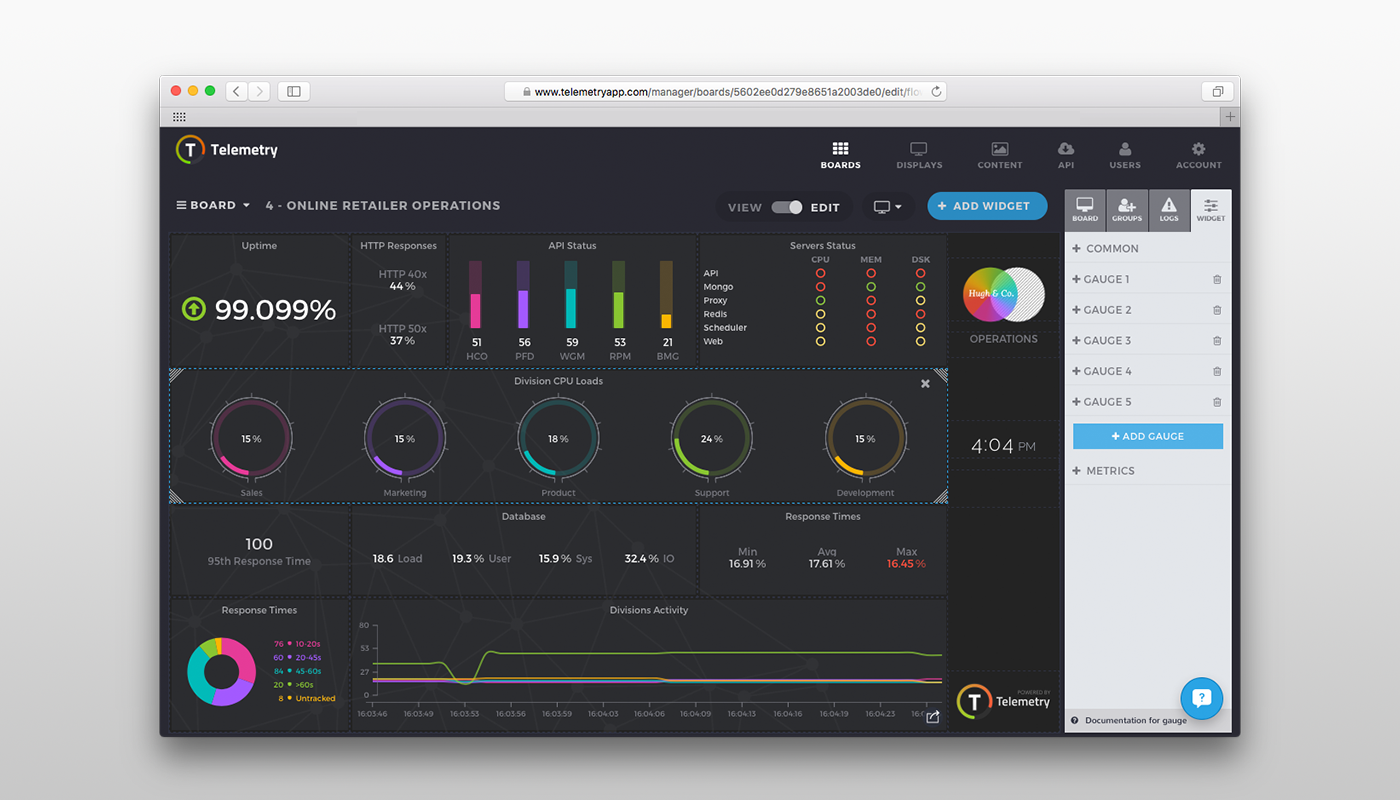 www.telemetryapp.com/manager/boards/5602ee0d279e8651a2003de0/edit/flo
T Telemetry
BOARDS DISPLAYS CONTENT API USERS ACCOUNT
BOARD 4 - ONLINE RETAILER OPERATIONS VIEW EDIT + ADD WIDGET
BOARD GROUPS LOGS WIDGET
Uptime
99.099%
HTTP Responses
HTTP 40x
44 %
HTTP 50x
37 %
API Status
51 56 59 53 21
HCO PFD WGM RPM BMG
Servers Status
CPU MEM DSK
API
Mongo
Proxy
Redis
Scheduler
Web
Hugh & Co.
OPERATIONS
Division CPU Loads
15 % 15 % 18 % 24 % 15 %
Sales Marketing Product Support Development
4:04 PM
100
95th Response Time
Database
18.6 Load 19.3 % User 15.9 % Sys 32.4 % IO
Response Times
Min Avg Max
16.91 % 17.61 % 16.45 %
Response Times
76 • 10-20s
60 • 20-45s
84 • 45-60s
20 • >60s
8 • Untracked
Divisions Activity
80
53
27
0
16:03:46 16:03:49 16:03:53 16:03:56 16:03:59 16:04:03 16:04:06 16:04:09 16:04:13 16:04:16 16:04:19 16:04:23
POWERED BY
T Telemetry
+ COMMON
+ GAUGE 1
+ GAUGE 2
+ GAUGE 3
+ GAUGE 4
+ GAUGE 5
+ ADD GAUGE
+ METRICS
? Documentation for gauge
?